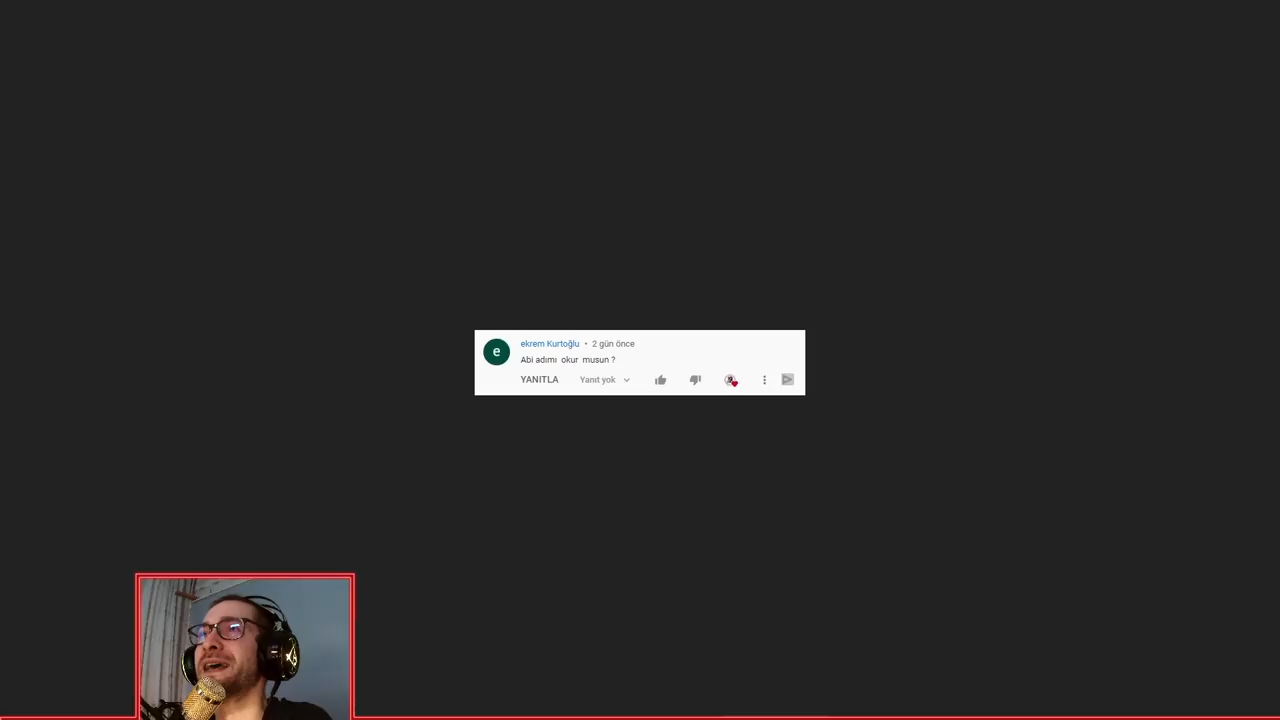 e
ekrem Kurtoğlu • 2 gün önce
Abi adımı okur musun ?
YANITLA Yanıt yok